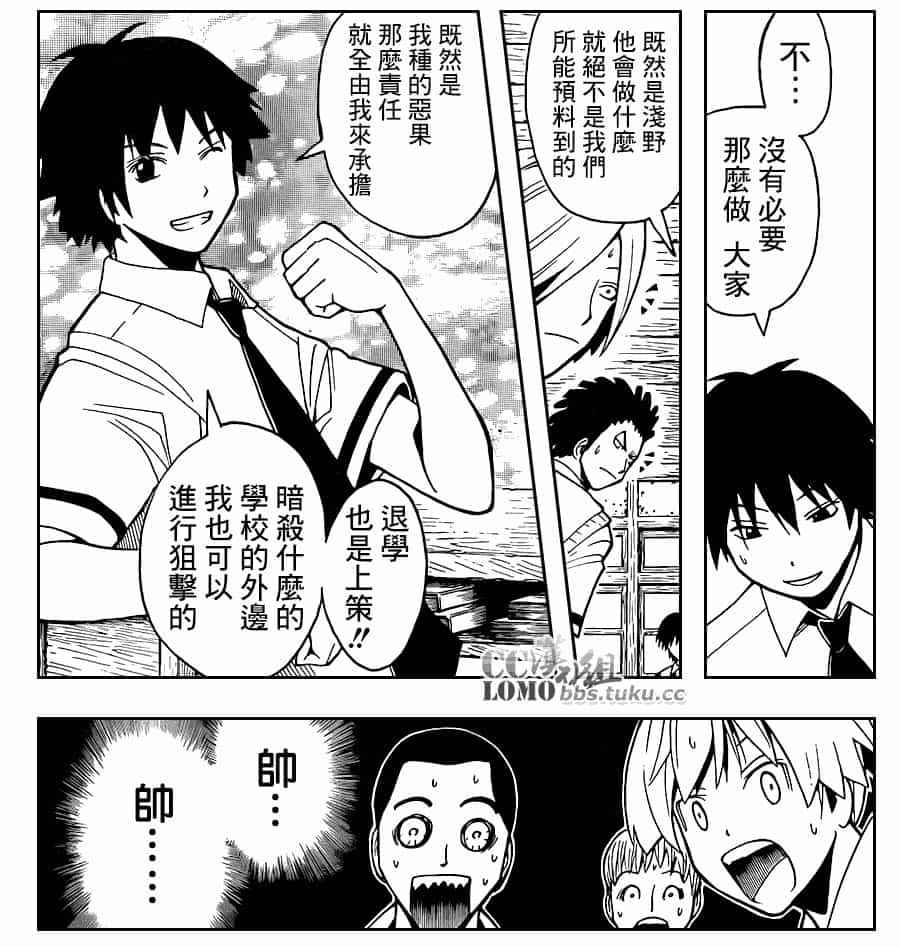 不…
沒有必要
那麼做 大家
既然是淺野
他會做什麼
就絕不是我們
所能預料到的
既然是
我種的惡果
那麼責任
就全由我來承擔
退學
也是上策!!
暗殺什麼的
學校的外邊
我也可以
進行狙擊的
CC漢化組
LOMO bbs.tuku.cc
帥…
帥……